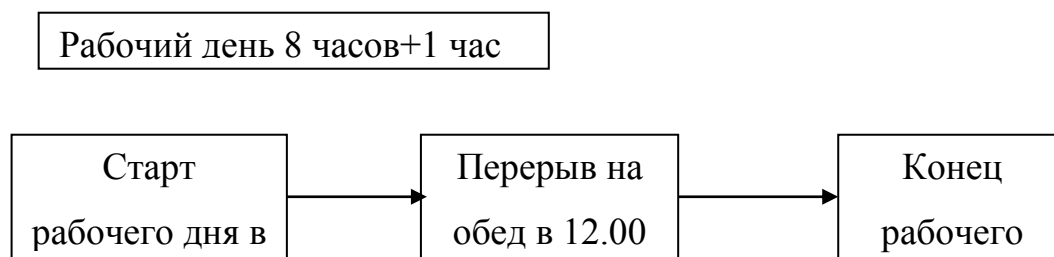 Рабочий день 8 часов+1 час
Старт
рабочего дня в
Перерыв на
обед в 12.00
Конец
рабочего